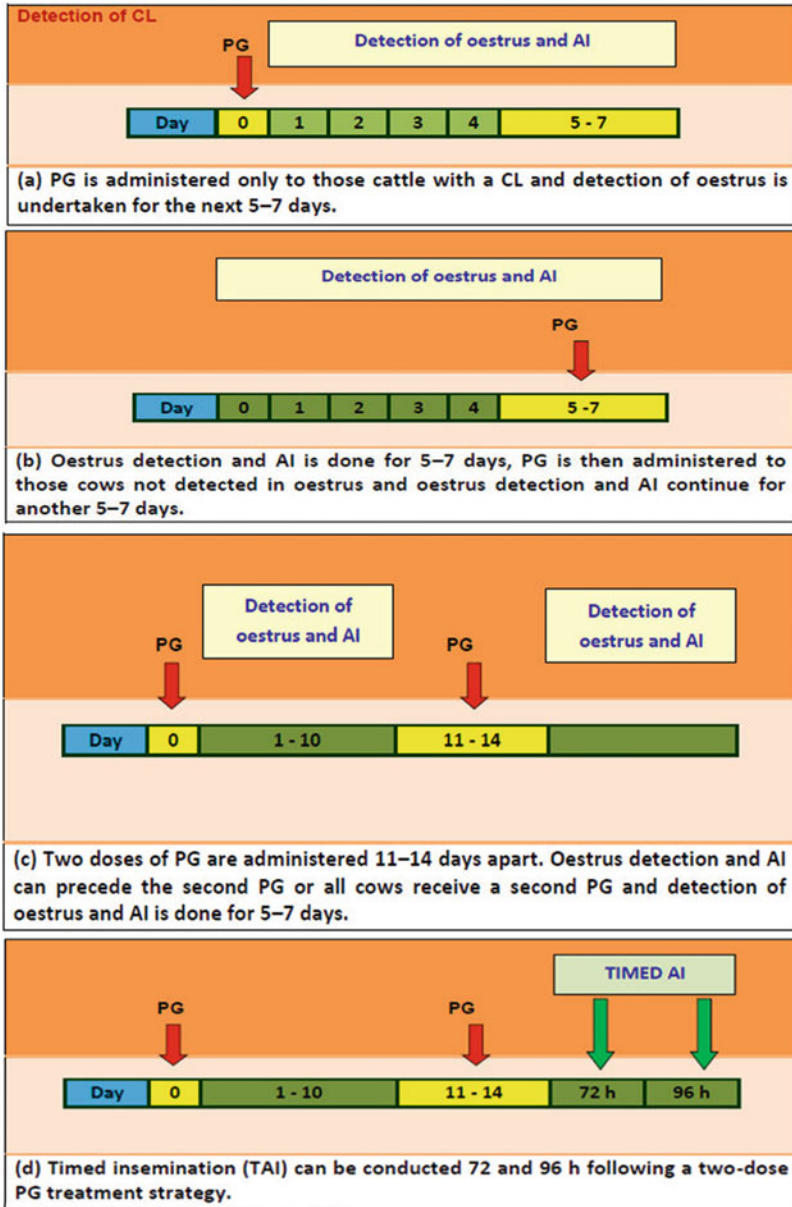 Detection of CL
PG
Detection of oestrus and AI
Day 0 1 2 3 4 5 - 7
(a) PG is administered only to those cattle with a CL and detection of oestrus is
undertaken for the next 5–7 days.
Detection of oestrus and AI
PG
Day 0 1 2 3 4 5 -7
(b) Oestrus detection and AI is done for 5–7 days, PG is then administered to
those cows not detected in oestrus and oestrus detection and AI continue for
another 5–7 days.
Detection of
oestrus and AI
Detection of
oestrus and AI
PG
PG
Day 0 1 - 10 11 - 14
(c) Two doses of PG are administered 11–14 days apart. Oestrus detection and AI
can precede the second PG or all cows receive a second PG and detection of
oestrus and AI is done for 5–7 days.
TIMED AI
PG
PG
Day 0 1 - 10 11 - 14 72 h 96 h
(d) Timed insemination (TAI) can be conducted 72 and 96 h following a two-dose
PG treatment strategy.